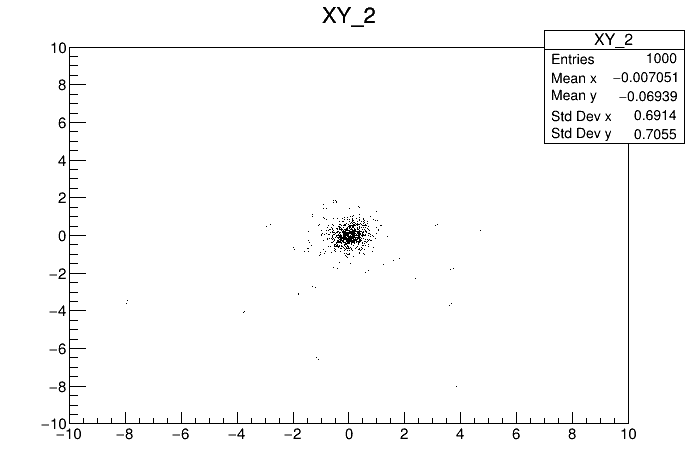 XY_2
XY_2
Entries 1000
Mean x −0.007051
Mean y −0.06939
Std Dev x 0.6914
Std Dev y 0.7055
10
8
6
4
2
0
−2
−4
−6
−8
−10
−10 −8 −6 −4 −2 0 2 4 6 8 10